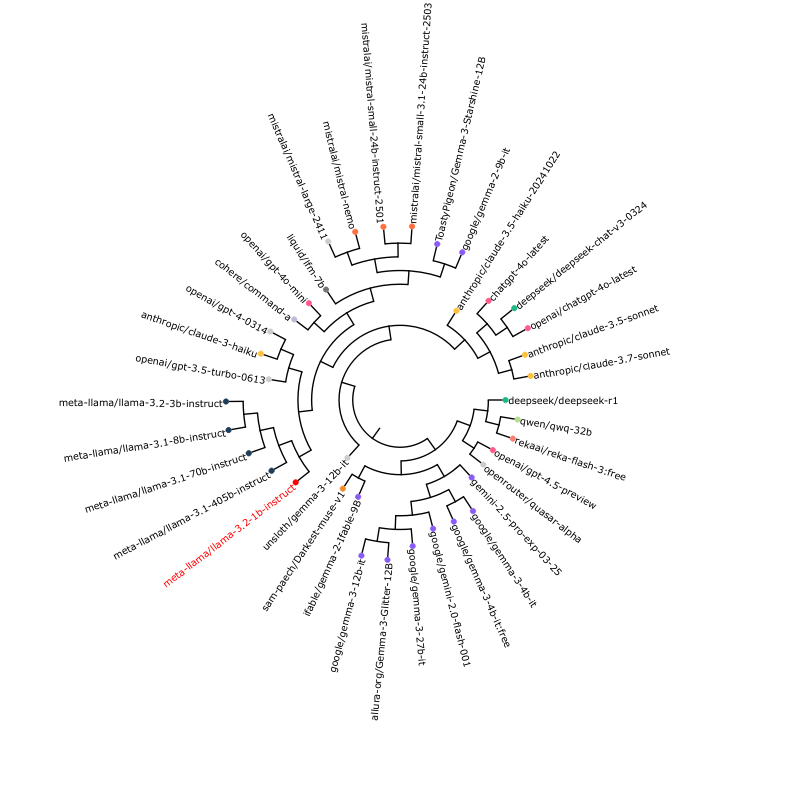 mistralai/mistral-small-3.1-24b-instruct-2503
ToastyPigeon/Gemma-3-Starshine-12B
google/gemma-2-9b-it
anthropic/claude-3.5-haiku-20241022
chatgpt-4o-latest
deepseek/deepseek-chat-v3-0324
openai/chatgpt-4o-latest
anthropic/claude-3.5-sonnet
anthropic/claude-3.7-sonnet
deepseek/deepseek-r1
qwen/qwq-32b
rekaai/reka-flash-3:free
openai/gpt-4.5-preview
openrouter/quasar-alpha
gemini-2.5-pro-exp-03-25
google/gemma-3-4b-it
google/gemma-3-4b-it:free
google/gemini-2.0-flash-001
google/gemma-3-27b-it
allura-org/Gemma-3-Glitter-12B
google/gemma-3-12b-it
ifable/gemma-2-Ifable-9B
sam-paech/Darkest-muse-v1
unsloth/gemma-3-12b-it
meta-llama/llama-3.2-1b-instruct
meta-llama/llama-3.1-405b-instruct
meta-llama/llama-3.1-70b-instruct
meta-llama/llama-3.1-8b-instruct
meta-llama/llama-3.2-3b-instruct
openai/gpt-3.5-turbo-0613
anthropic/claude-3-haiku
openai/gpt-4-0314
cohere/command-a
openai/gpt-4o-mini
liquid/lfm-7b
mistralai/mistral-large-2411
mistralai/mistral-nemo
mistralai/mistral-small-24b-instruct-2501